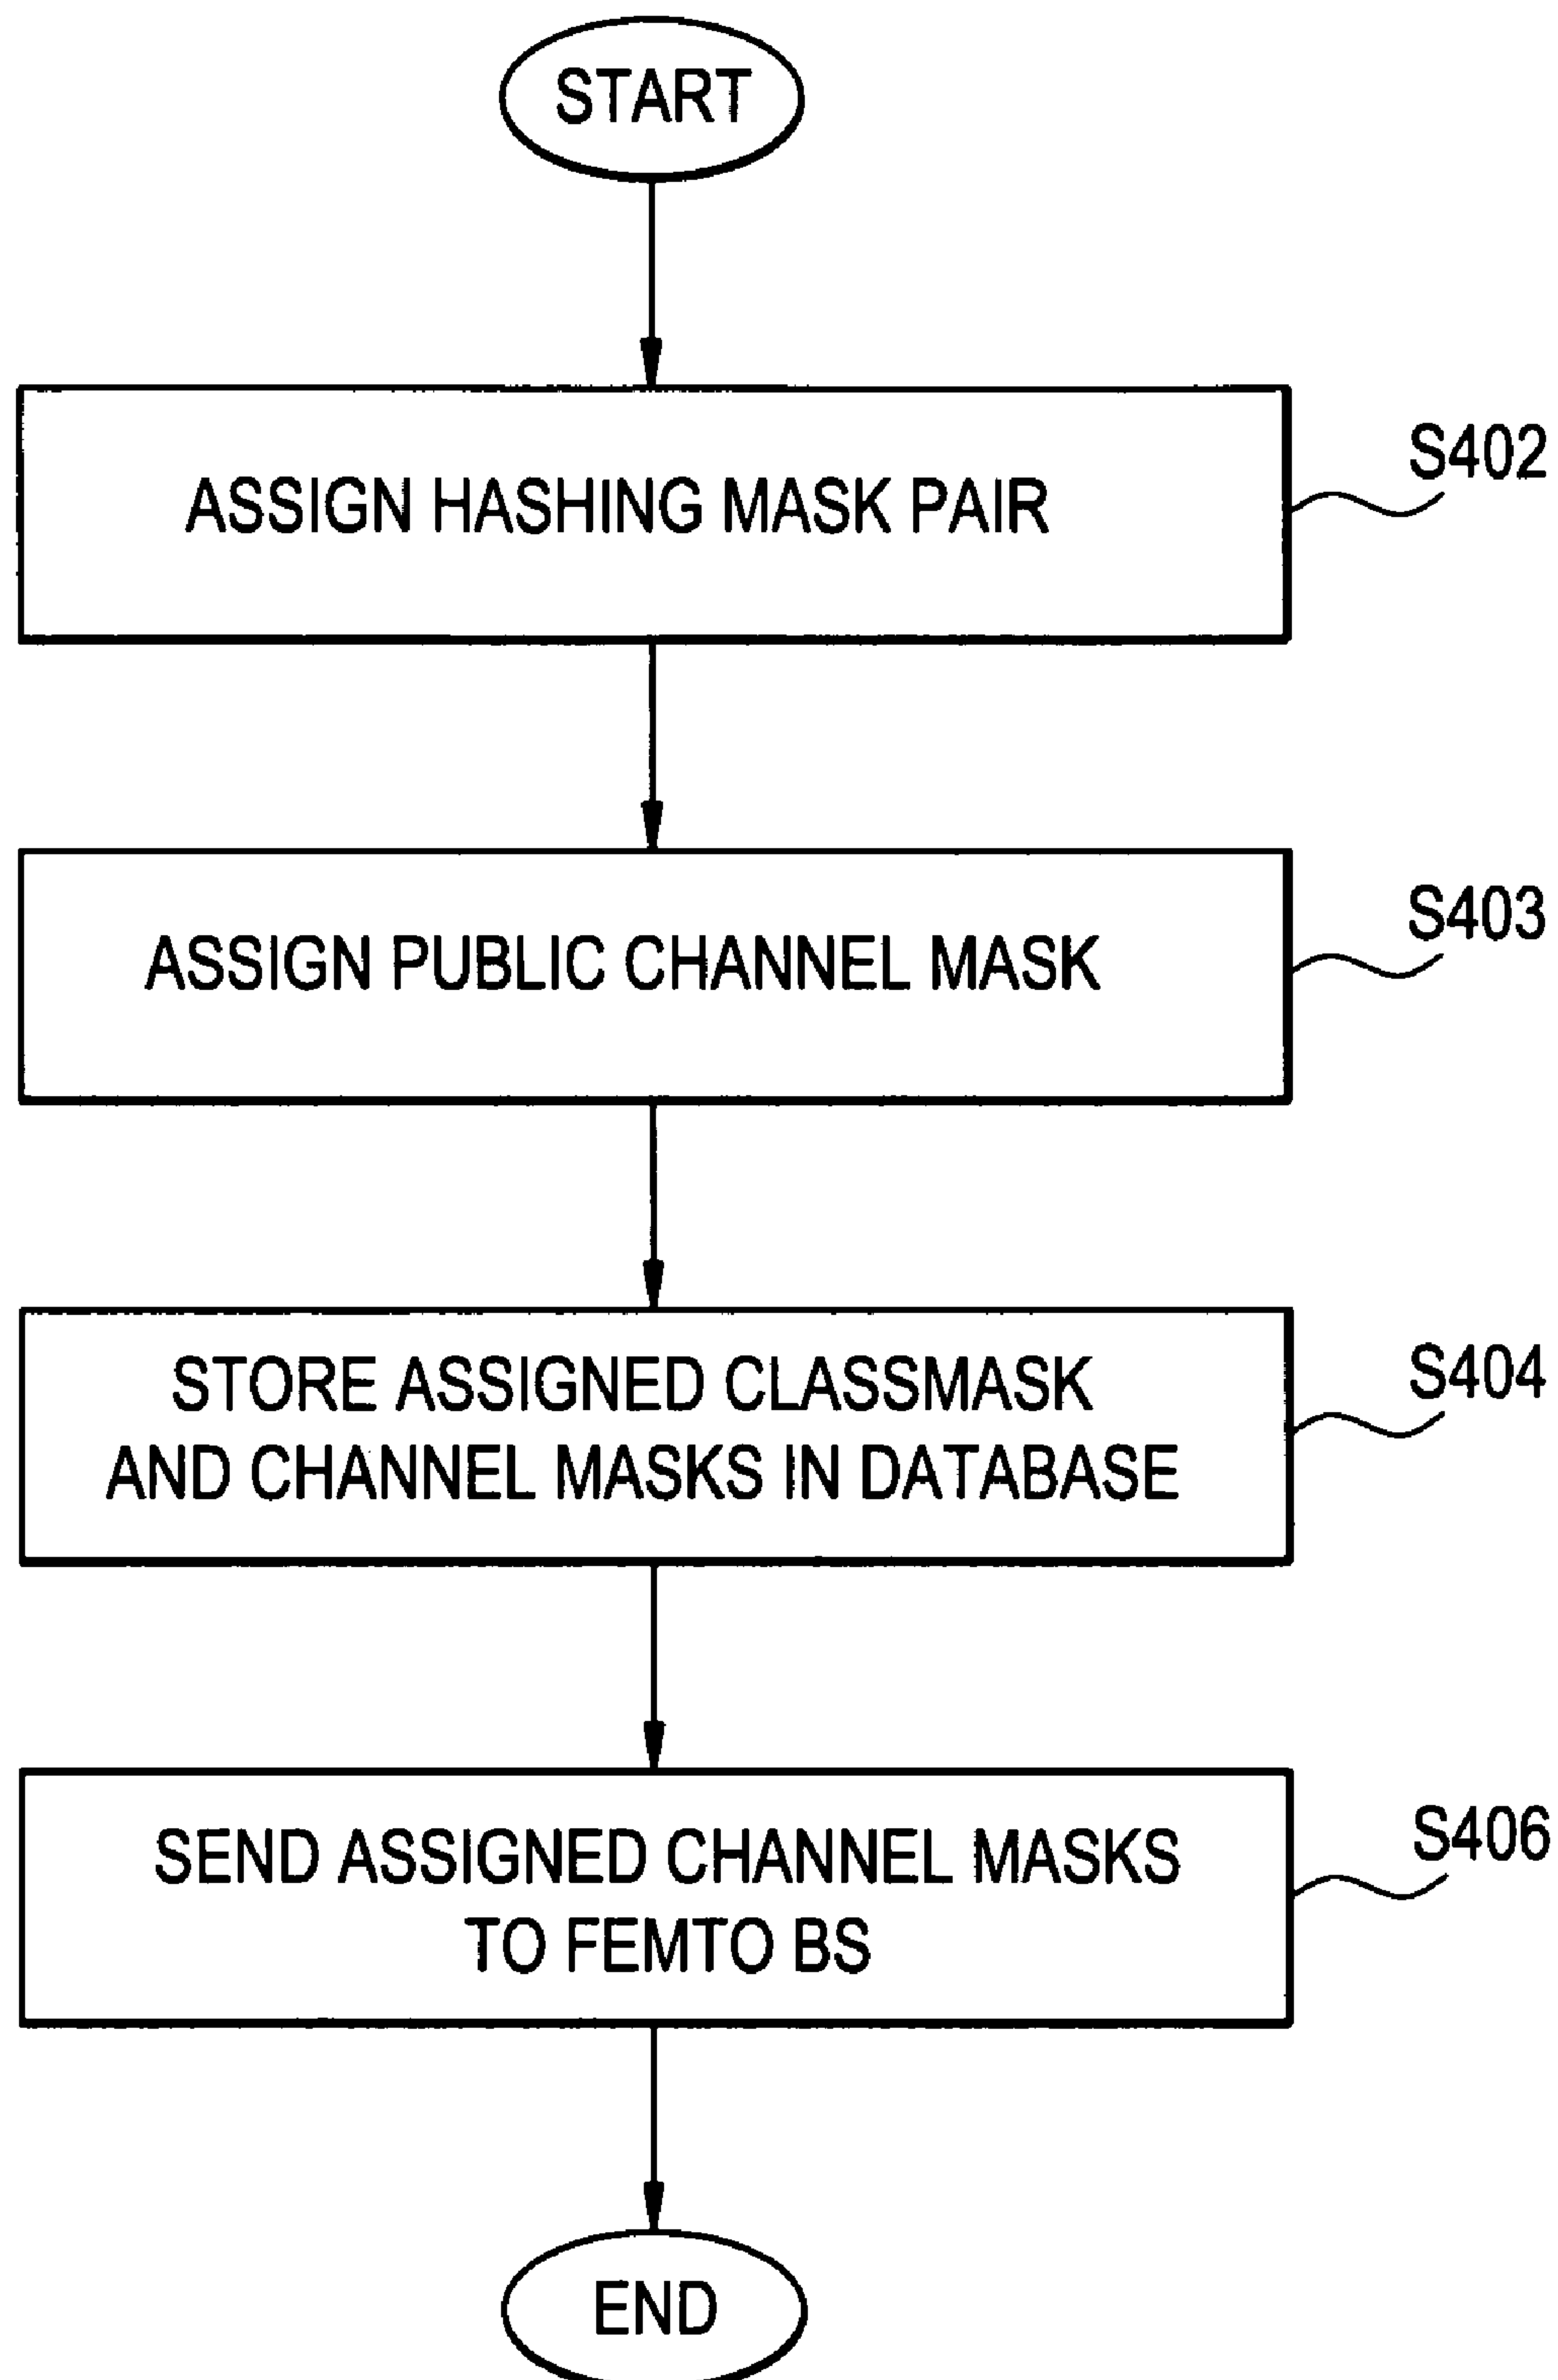 START
ASSIGN HASHING MASK PAIR
S402
ASSIGN PUBLIC CHANNEL MASK
S403
STORE ASSIGNED CLASSMASK
AND CHANNEL MASKS IN DATABASE
S404
SEND ASSIGNED CHANNEL MASKS
TO FEMTO BS
S406
END